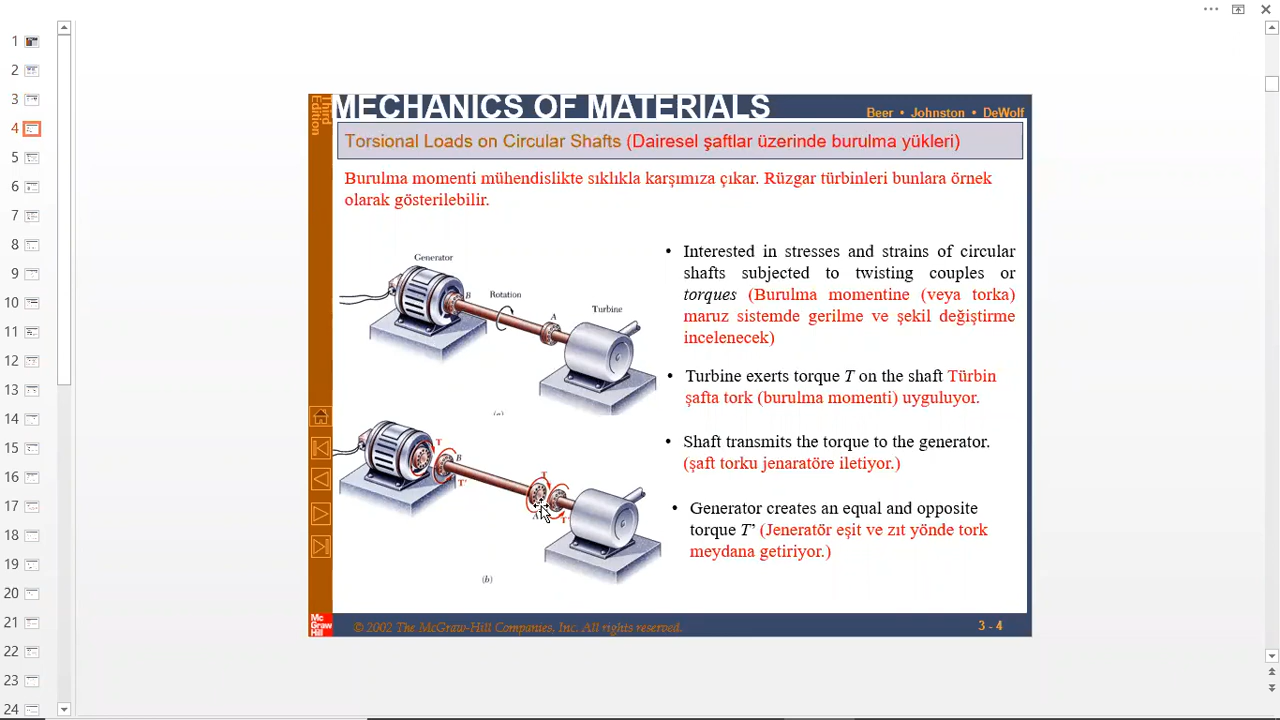 1
2
3
4
5
6
7
8
9
10
11
12
13
14
15
16
17
18
19
20
21
22
23
24
Third
Edition
MECHANICS OF MATERIALS
Beer • Johnston • DeWolf
Torsional Loads on Circular Shafts (Dairesel şaftlar üzerinde burulma yükleri)
Burulma momenti mühendislikte sıklıkla karşımıza çıkar. Rüzgar türbinleri bunlara örnek
olarak gösterilebilir.
Generator
B
Rotation
A
Turbine
(a)
T
B
T'
T
A
T'
(b)
• Interested in stresses and strains of circular
shafts subjected to twisting couples or
torques (Burulma momentine (veya torka)
maruz sistemde gerilme ve şekil değiştirme
incelenecek)
• Turbine exerts torque T on the shaft Türbin
şafta tork (burulma momenti) uyguluyor.
• Shaft transmits the torque to the generator.
(şaft torku jenaratöre iletiyor.)
• Generator creates an equal and opposite
torque T' (Jeneratör eşit ve zıt yönde tork
meydana getiriyor.)
Mc
Graw
Hill
© 2002 The McGraw-Hill Companies, Inc. All rights reserved.
3 - 4